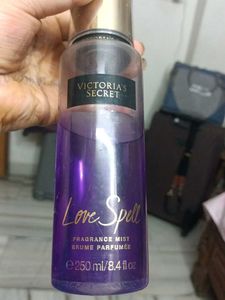 VICTORIA'S
SECRET
Love Spell
FRAGRANCE MIST
BRUME PARFUMÉE
℮ 250 ml/8.4 fl oz